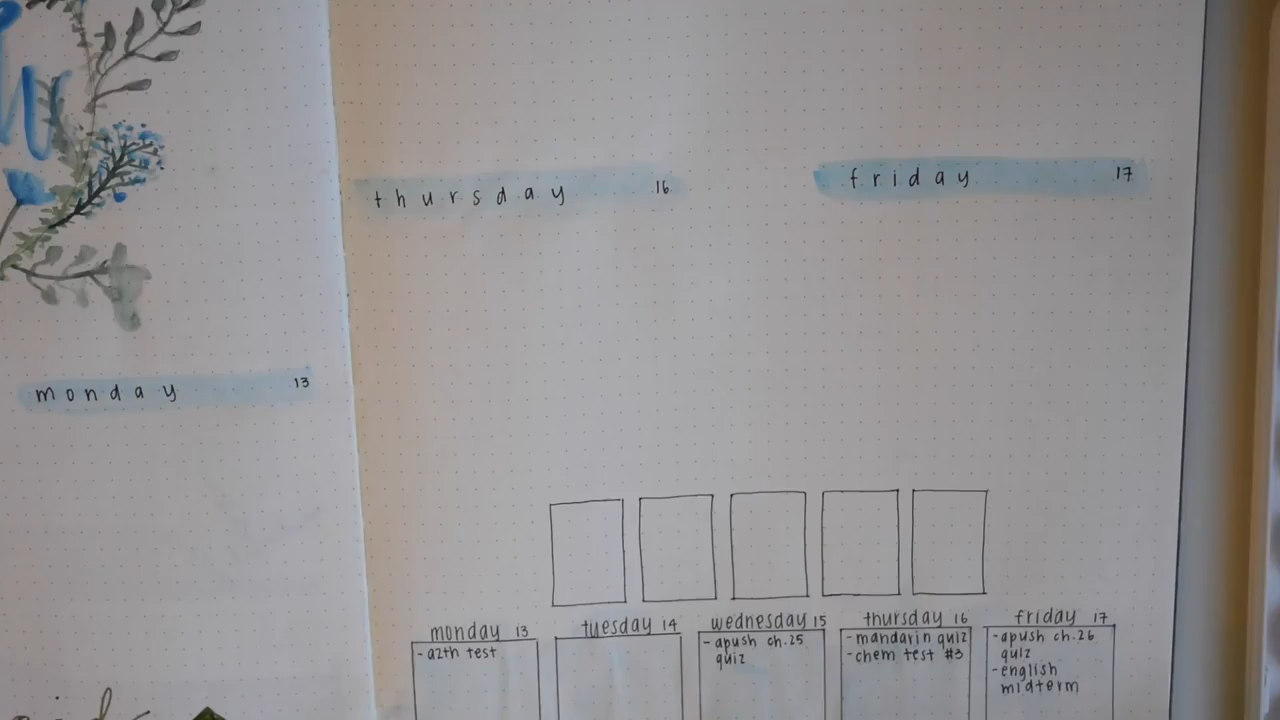 monday 13
thursday 16
friday 17
monday 13
- a2th test
tuesday 14
wednesday 15
- apush ch.25
quiz
thursday 16
- mandarin quiz
- chem test #3
friday 17
- apush ch.26
quiz
- english
midterm